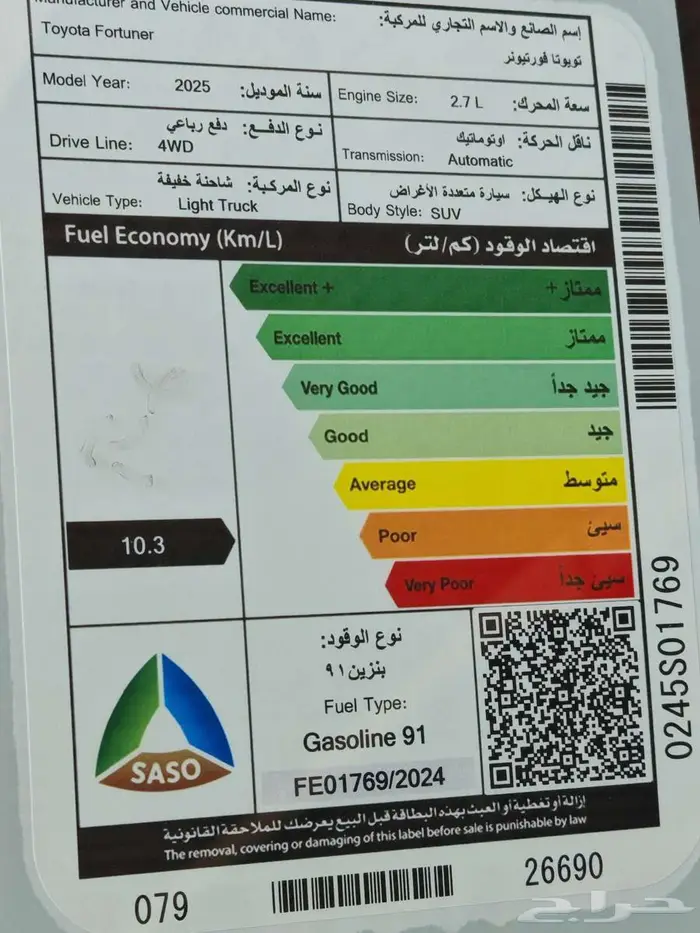 Manufacturer and Vehicle commercial Name:
إسم الصانع والاسم التجاري للمركبة:
Toyota Fortuner
تويوتا فورتيونر
Model Year: 2025 سنة الموديل:
Engine Size: 2.7 L سعة المحرك:
نوع الدفـــع: دفع رباعي
Drive Line: 4WD
ناقل الحركة: اوتوماتيك
Transmission: Automatic
نوع المركـبة: شاحنة خفيفة
Vehicle Type: Light Truck
نوع الهيـكل: سيارة متعددة الأغراض
Body Style: SUV
Fuel Economy (Km/L) اقتصاد الوقود (كم/لتر)
Excellent + ممتاز +
Excellent ممتاز
Very Good جيد جداً
Good جيد
Average متوسط
Poor سيئ
Very Poor سيئ جداً
10.3
SASO
نوع الوقود:
بنزين ٩١
Fuel Type:
Gasoline 91
FE01769/2024
إزالة أو تغطية أو العبث بهذه البطاقة قبل البيع يعرضك للملاحقة القانونية
The removal, covering or damaging of this label before sale is punishable by law
079
26690
0245S01769
حراج